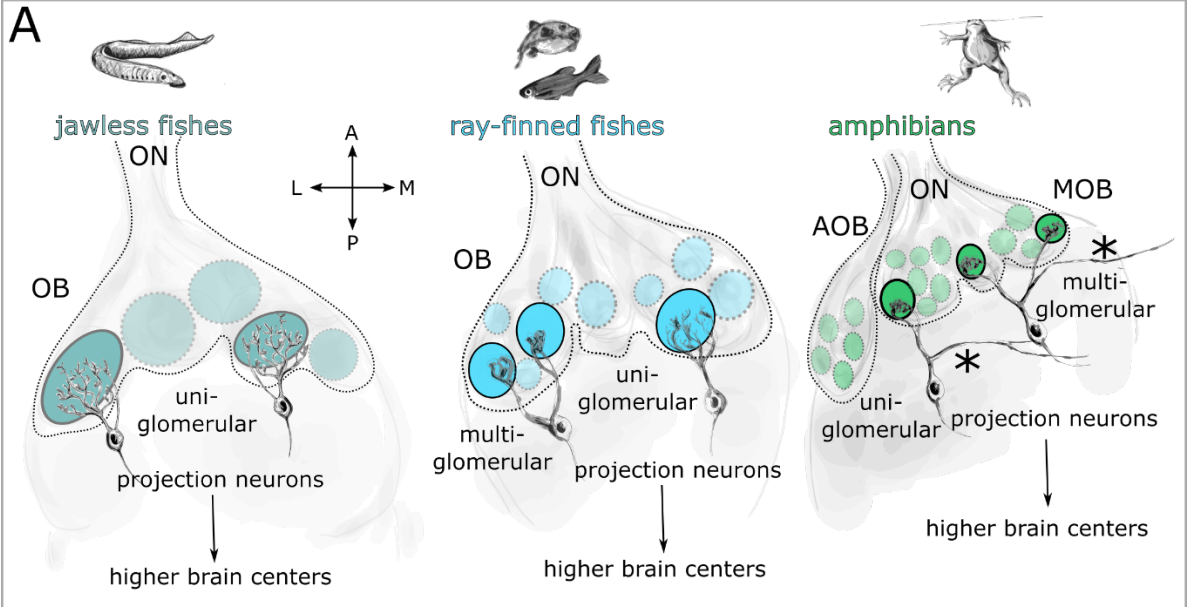 A
jawless fishes
ON
A
L
M
P
OB
uni-
glomerular
projection neurons
higher brain centers
ray-finned fishes
ON
OB
uni-
glomerular
multi-
glomerular
projection neurons
higher brain centers
amphibians
ON
MOB
AOB
*
multi-
glomerular
*
uni-
glomerular
projection neurons
higher brain centers